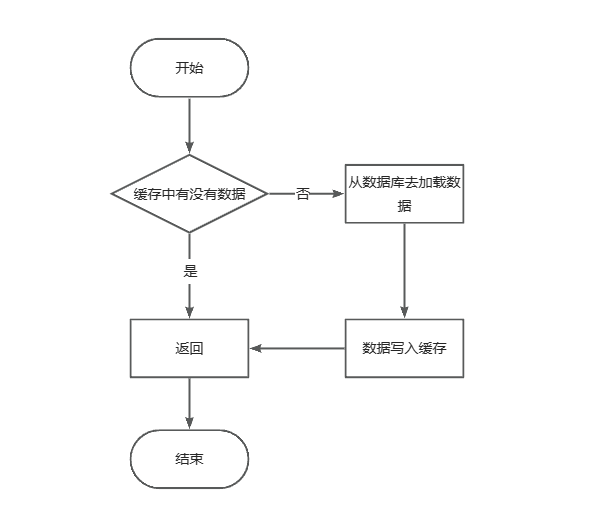 开始
缓存中有没有数据
否
从数据库去加载数
据
是
返回
数据写入缓存
结束